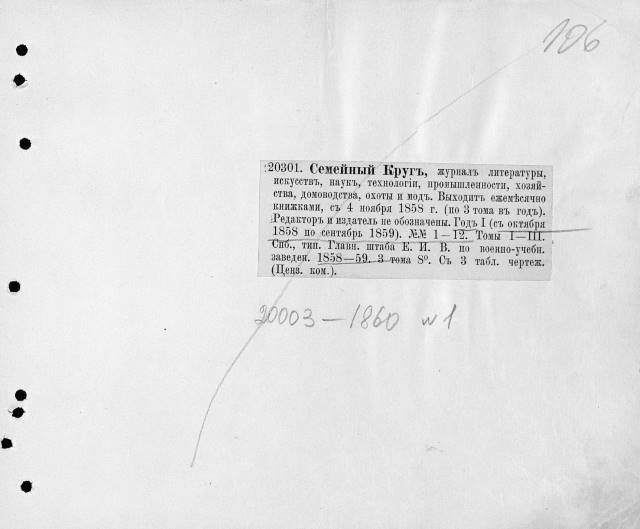 106
20301. Семейный Кругъ, журналъ литературы,
искусствъ, наукъ, технологіи, промышленности, хозяй-
ства, домоводства, охоты и модъ. Выходитъ ежемѣсячно
книжками, съ 4 ноября 1858 г. (по 3 тома въ годъ).
Редакторъ и издатель не обозначены. Годъ I (съ октября
1858 по сентябрь 1859). №№ 1—12. Томы I—III.
Спб., тип. Главн. штаба Е. И. В. по военно-учебн.
заведен. 1858—59. 3 тома 8º. Съ 3 табл. чертеж.
(Ценз. ком.).
20003 — 1860 №1